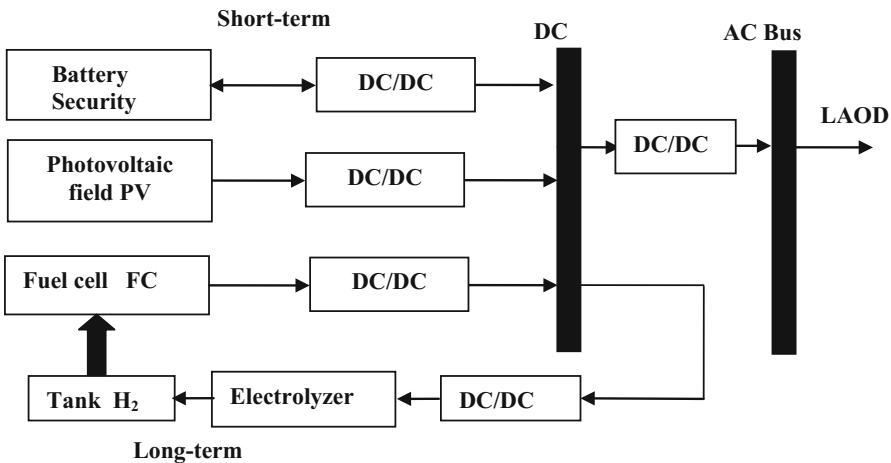 Short-term
DC
AC Bus
Battery
Security
DC/DC
LAOD
DC/DC
Photovoltaic
field PV
DC/DC
Fuel cell FC
DC/DC
Tank H₂
Electrolyzer
DC/DC
Long-term